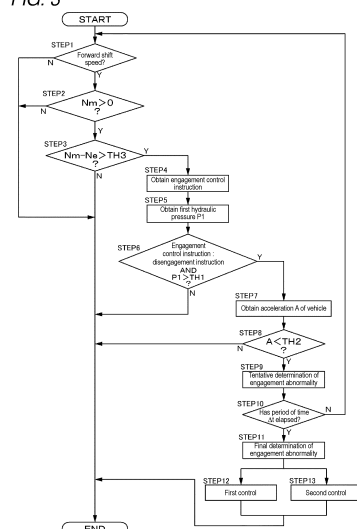 FIG. 5
START
STEP1
Forward shift
speed?
N
Y
STEP2
Nm>0
?
N
Y
STEP3
Nm-Ne>TH3
?
Y
N
STEP4
Obtain engagement control
instruction
STEP5
Obtain first hydraulic
pressure P1
STEP6
Engagement
control instruction :
disengagement instruction
AND
P1>TH1
?
Y
N
STEP7
Obtain acceleration A of vehicle
STEP8
A<TH2
?
N
Y
STEP9
Tentative determination of
engagement abnormality
STEP10
Has period of time
Δt elapsed?
N
Y
STEP11
Final determination of
engagement abnormality
STEP12
First control
STEP13
Second control
END